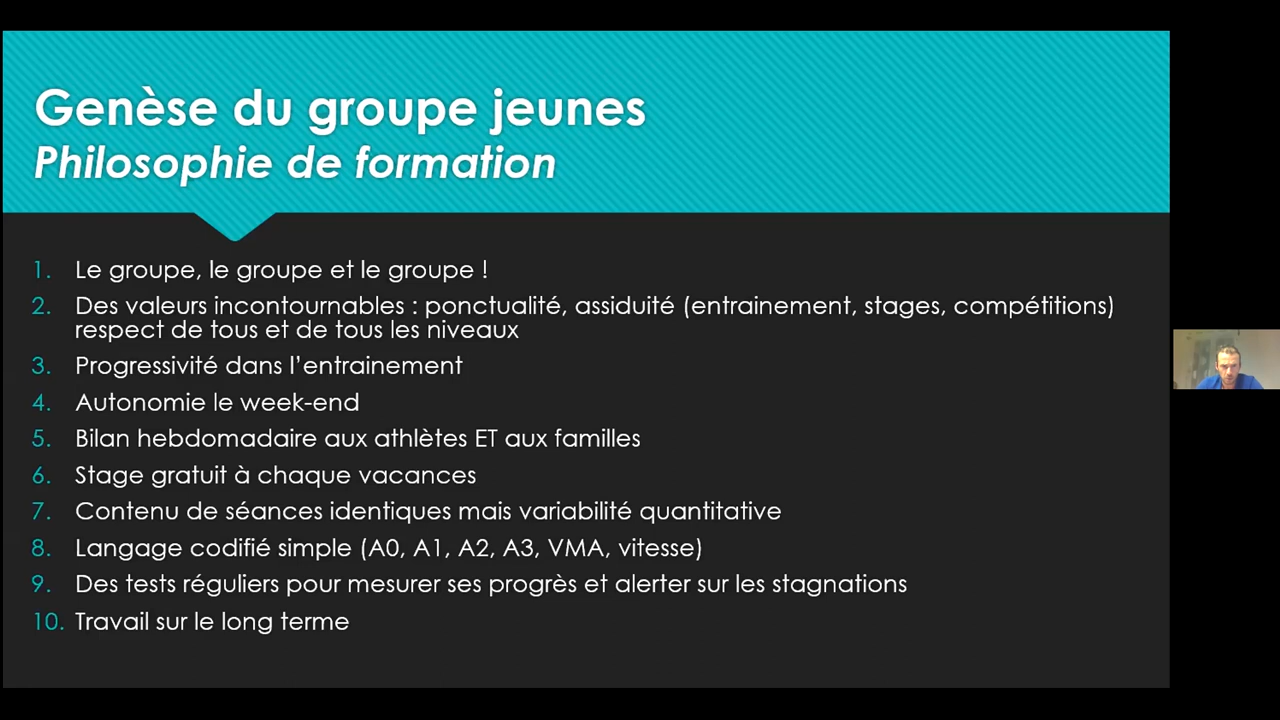 Genèse du groupe jeunes
Philosophie de formation
1. Le groupe, le groupe et le groupe !
2. Des valeurs incontournables : ponctualité, assiduité (entrainement, stages, compétitions)
respect de tous et de tous les niveaux
3. Progressivité dans l'entrainement
4. Autonomie le week-end
5. Bilan hebdomadaire aux athlètes ET aux familles
6. Stage gratuit à chaque vacances
7. Contenu de séances identiques mais variabilité quantitative
8. Langage codifié simple (A0, A1, A2, A3, VMA, vitesse)
9. Des tests réguliers pour mesurer ses progrès et alerter sur les stagnations
10. Travail sur le long terme